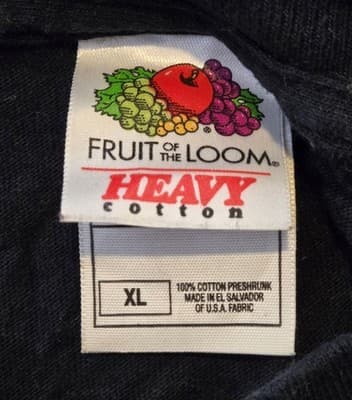 FRUIT OF THE LOOM®
HEAVY
cotton
XL
100% COTTON PRESHRUNK
MADE IN EL SALVADOR
OF U.S.A. FABRIC